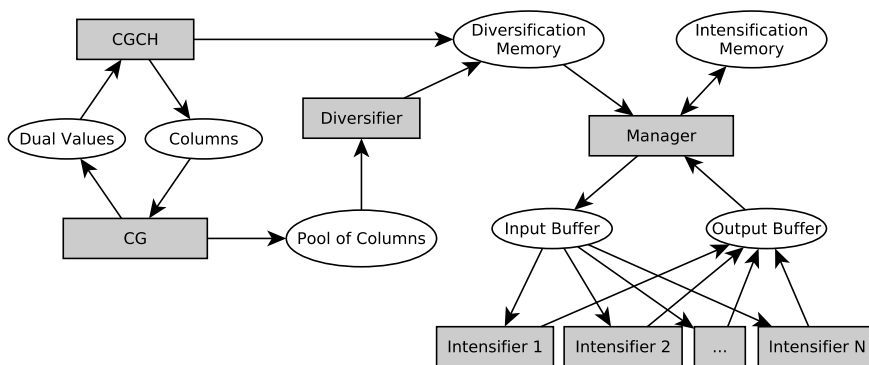 CGCH
Diversification
Memory
Intensification
Memory
Diversifier
Manager
Dual Values
Columns
CG
Pool of Columns
Input Buffer
Output Buffer
Intensifier 1
Intensifier 2
...
Intensifier N